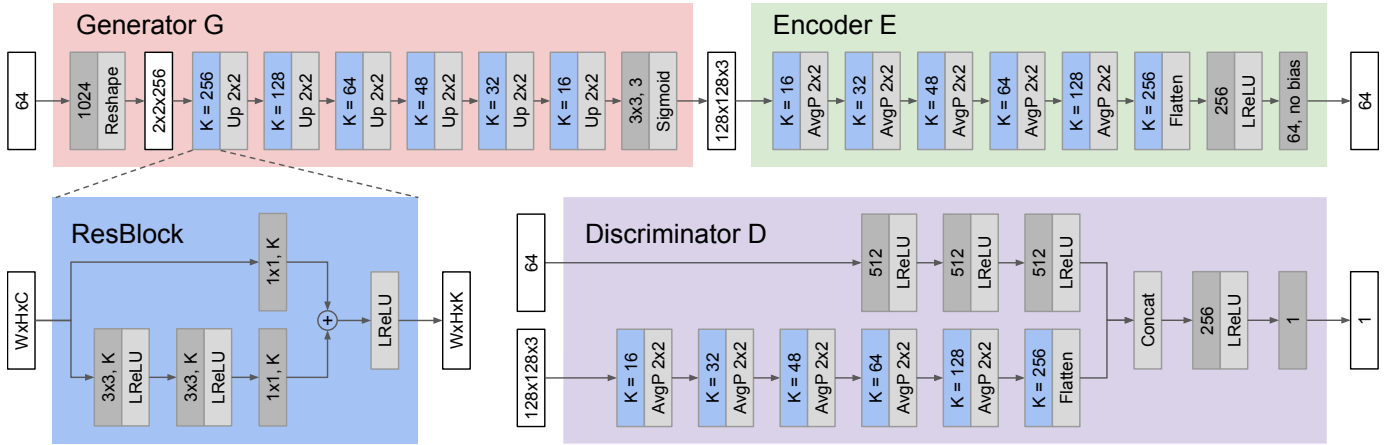 Generator G
64
1024
Reshape
2x2x256
K = 256
Up 2x2
K = 128
Up 2x2
K = 64
Up 2x2
K = 48
Up 2x2
K = 32
Up 2x2
K = 16
Up 2x2
3x3, 3
Sigmoid
128x128x3
Encoder E
K = 16
AvgP 2x2
K = 32
AvgP 2x2
K = 48
AvgP 2x2
K = 64
AvgP 2x2
K = 128
AvgP 2x2
K = 256
Flatten
256
LReLU
64, no bias
64
ResBlock
WxHxC
1x1, K
3x3, K
LReLU
3x3, K
LReLU
1x1, K
+
LReLU
WxHxK
Discriminator D
64
512
LReLU
512
LReLU
512
LReLU
128x128x3
K = 16
AvgP 2x2
K = 32
AvgP 2x2
K = 48
AvgP 2x2
K = 64
AvgP 2x2
K = 128
AvgP 2x2
K = 256
Flatten
Concat
256
LReLU
1
1